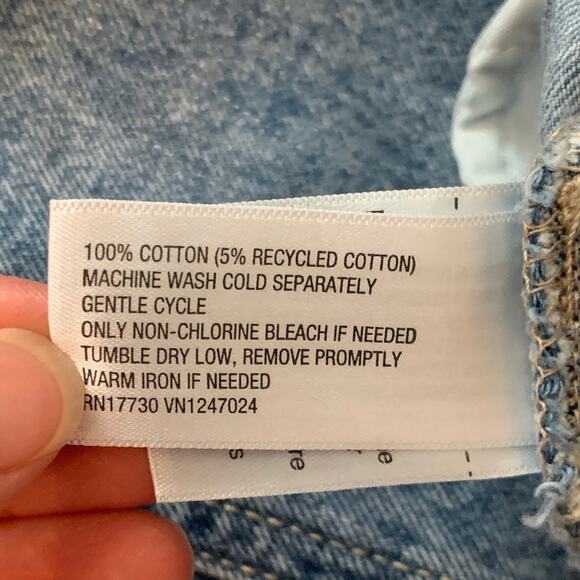 100% COTTON (5% RECYCLED COTTON)
MACHINE WASH COLD SEPARATELY
GENTLE CYCLE
ONLY NON-CHLORINE BLEACH IF NEEDED
TUMBLE DRY LOW, REMOVE PROMPTLY
WARM IRON IF NEEDED
RN17730 VN1247024